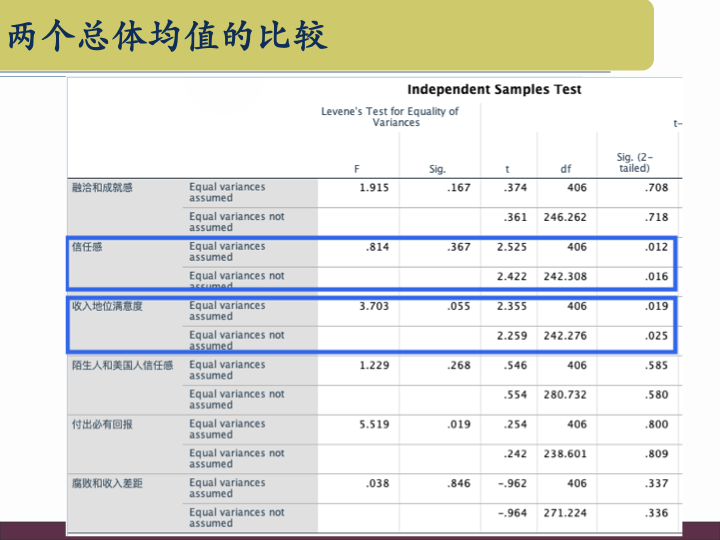 两个总体均值的比较
Independent Samples Test
Levene's Test for Equality of
Variances
t-
F Sig. t df Sig. (2-
tailed)
融洽和成就感 Equal variances
assumed 1.915 .167 .374 406 .708
Equal variances not
assumed .361 246.262 .718
信任感 Equal variances
assumed .814 .367 2.525 406 .012
Equal variances not
assumed 2.422 242.308 .016
收入地位满意度 Equal variances
assumed 3.703 .055 2.355 406 .019
Equal variances not
assumed 2.259 242.276 .025
陌生人和美国人信任感 Equal variances
assumed 1.229 .268 .546 406 .585
Equal variances not
assumed .554 280.732 .580
付出必有回报 Equal variances
assumed 5.519 .019 .254 406 .800
Equal variances not
assumed .242 238.601 .809
腐败和收入差距 Equal variances
assumed .038 .846 -.962 406 .337
Equal variances not
assumed -.964 271.224 .336